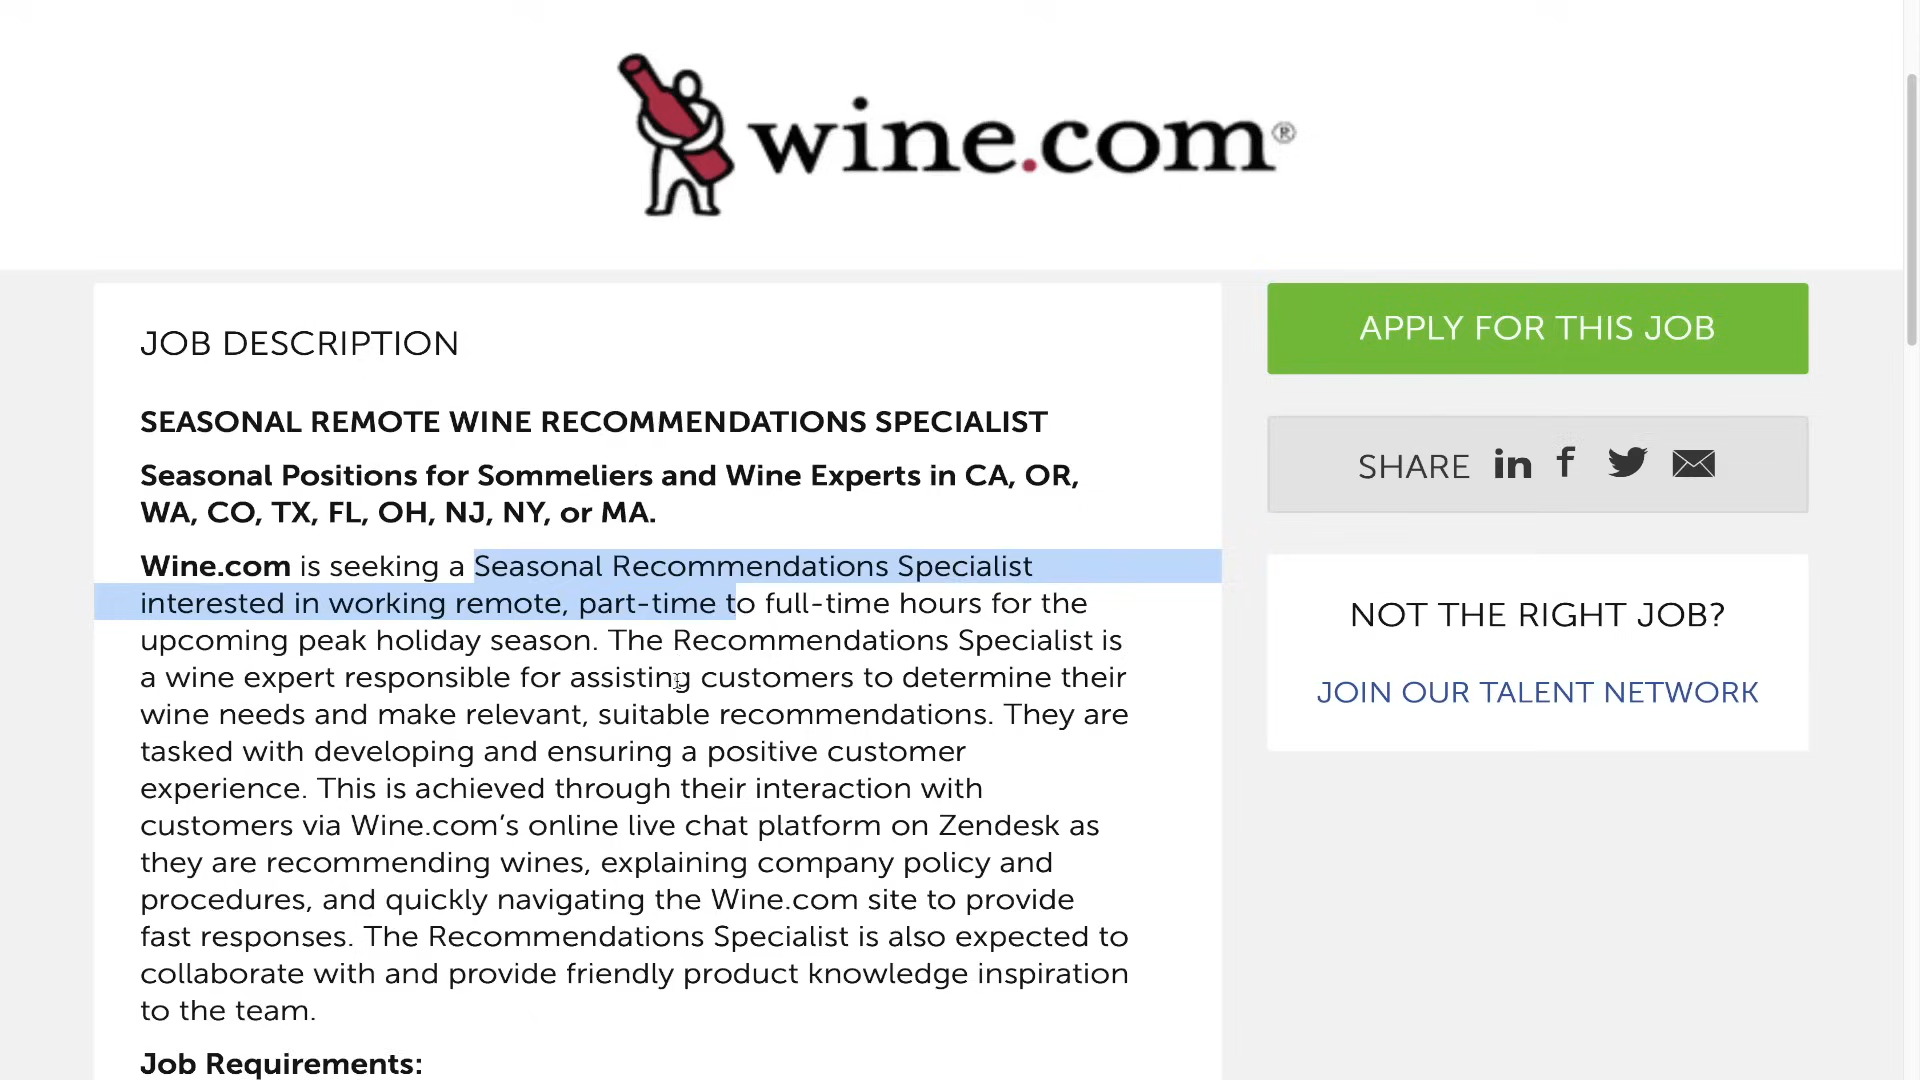 wine.com®
JOB DESCRIPTION
SEASONAL REMOTE WINE RECOMMENDATIONS SPECIALIST
Seasonal Positions for Sommeliers and Wine Experts in CA, OR,
WA, CO, TX, FL, OH, NJ, NY, or MA.
Wine.com is seeking a Seasonal Recommendations Specialist
interested in working remote, part-time to full-time hours for the
upcoming peak holiday season. The Recommendations Specialist is
a wine expert responsible for assisting customers to determine their
wine needs and make relevant, suitable recommendations. They are
tasked with developing and ensuring a positive customer
experience. This is achieved through their interaction with
customers via Wine.com’s online live chat platform on Zendesk as
they are recommending wines, explaining company policy and
procedures, and quickly navigating the Wine.com site to provide
fast responses. The Recommendations Specialist is also expected to
collaborate with and provide friendly product knowledge inspiration
to the team.
Job Requirements:
APPLY FOR THIS JOB
SHARE in f
NOT THE RIGHT JOB?
JOIN OUR TALENT NETWORK